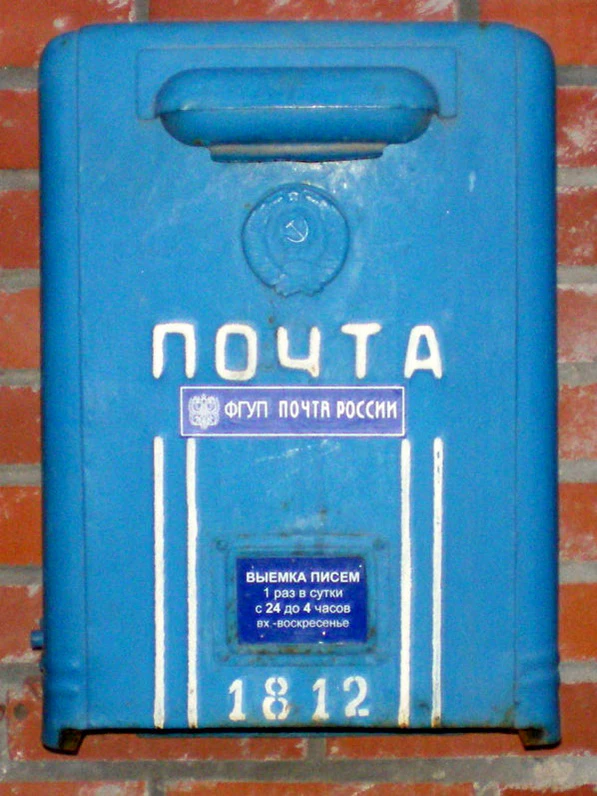 ПОЧТА
ФГУП ПОЧТА РОССИИ
ВЫЕМКА ПИСЕМ
1 раз в сутки
с 24 до 4 часов
вх -воскресенье
1812